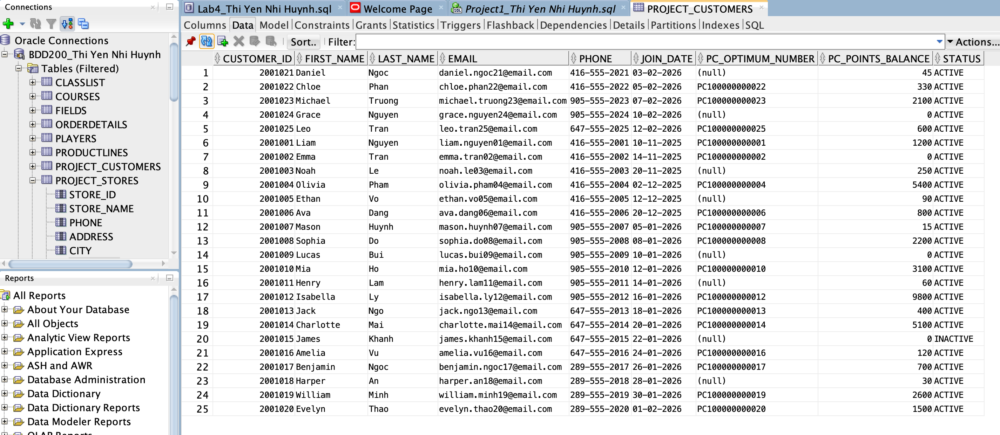 Connections
Oracle Connections
BDD200_Thi Yen Nhi Huynh
Tables (Filtered)
CLASSLIST
COURSES
FIELDS
ORDERDETAILS
PLAYERS
PRODUCTLINES
PROJECT_CUSTOMERS
PROJECT_STORES
STORE_ID
STORE_NAME
PHONE
ADDRESS
CITY
Reports
All Reports
About Your Database
All Objects
Analytic View Reports
Application Express
ASH and AWR
Database Administration
Data Dictionary
Data Dictionary Reports
Data Modeler Reports
OLAP Reports
Lab4_Thi Yen Nhi Huynh.sql Welcome Page Project1_Thi Yen Nhi Huynh.sql PROJECT_CUSTOMERS
Columns Data Model Constraints Grants Statistics Triggers Flashback Dependencies Details Partitions Indexes SQL
Sort.. Filter: Actions...
CUSTOMER_ID FIRST_NAME LAST_NAME EMAIL PHONE JOIN_DATE PC_OPTIMUM_NUMBER PC_POINTS_BALANCE STATUS
1 2001021 Daniel Ngoc daniel.ngoc21@email.com 416-555-2021 03-02-2026 (null) 45 ACTIVE
2 2001022 Chloe Phan chloe.phan22@email.com 416-555-2022 05-02-2026 PC100000000022 330 ACTIVE
3 2001023 Michael Truong michael.truong23@email.com 905-555-2023 07-02-2026 PC100000000023 2100 ACTIVE
4 2001024 Grace Nguyen grace.nguyen24@email.com 905-555-2024 10-02-2026 (null) 0 ACTIVE
5 2001025 Leo Tran leo.tran25@email.com 647-555-2025 12-02-2026 PC100000000025 600 ACTIVE
6 2001001 Liam Nguyen liam.nguyen01@email.com 416-555-2001 10-11-2025 PC100000000001 1200 ACTIVE
7 2001002 Emma Tran emma.tran02@email.com 416-555-2002 14-11-2025 PC100000000002 0 ACTIVE
8 2001003 Noah Le noah.le03@email.com 416-555-2003 20-11-2025 (null) 250 ACTIVE
9 2001004 Olivia Pham olivia.pham04@email.com 416-555-2004 02-12-2025 PC100000000004 5400 ACTIVE
10 2001005 Ethan Vo ethan.vo05@email.com 416-555-2005 12-12-2025 (null) 90 ACTIVE
11 2001006 Ava Dang ava.dang06@email.com 416-555-2006 20-12-2025 PC100000000006 800 ACTIVE
12 2001007 Mason Huynh mason.huynh07@email.com 905-555-2007 05-01-2026 PC100000000007 15 ACTIVE
13 2001008 Sophia Do sophia.do08@email.com 905-555-2008 08-01-2026 PC100000000008 2200 ACTIVE
14 2001009 Lucas Bui lucas.bui09@email.com 905-555-2009 10-01-2026 (null) 0 ACTIVE
15 2001010 Mia Ho mia.ho10@email.com 905-555-2010 12-01-2026 PC100000000010 3100 ACTIVE
16 2001011 Henry Lam henry.lam11@email.com 905-555-2011 14-01-2026 (null) 60 ACTIVE
17 2001012 Isabella Ly isabella.ly12@email.com 905-555-2012 16-01-2026 PC100000000012 9800 ACTIVE
18 2001013 Jack Ngo jack.ngo13@email.com 647-555-2013 18-01-2026 PC100000000013 400 ACTIVE
19 2001014 Charlotte Mai charlotte.mai14@email.com 647-555-2014 20-01-2026 PC100000000014 5100 ACTIVE
20 2001015 James Khanh james.khanh15@email.com 647-555-2015 22-01-2026 (null) 0 INACTIVE
21 2001016 Amelia Vu amelia.vu16@email.com 647-555-2016 24-01-2026 PC100000000016 120 ACTIVE
22 2001017 Benjamin Ngoc benjamin.ngoc17@email.com 289-555-2017 26-01-2026 PC100000000017 700 ACTIVE
23 2001018 Harper An harper.an18@email.com 289-555-2018 28-01-2026 (null) 30 ACTIVE
24 2001019 William Minh william.minh19@email.com 289-555-2019 30-01-2026 PC100000000019 2600 ACTIVE
25 2001020 Evelyn Thao evelyn.thao20@email.com 289-555-2020 01-02-2026 PC100000000020 1500 ACTIVE